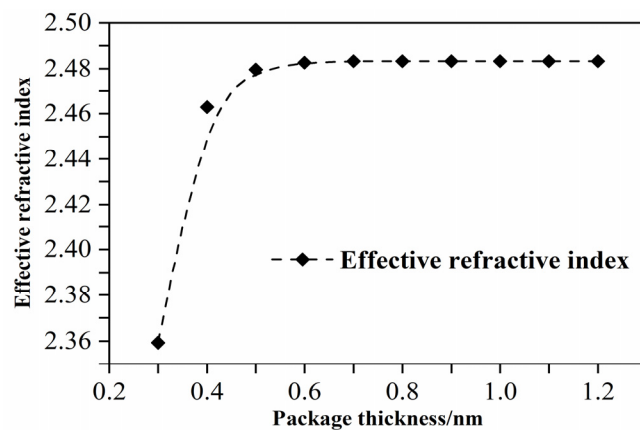 2.50
2.48
2.46
2.44
2.42
2.40
2.38
2.36
Effective refractive index
Effective refractive index
0.2 0.4 0.6 0.8 1.0 1.2
Package thickness/nm